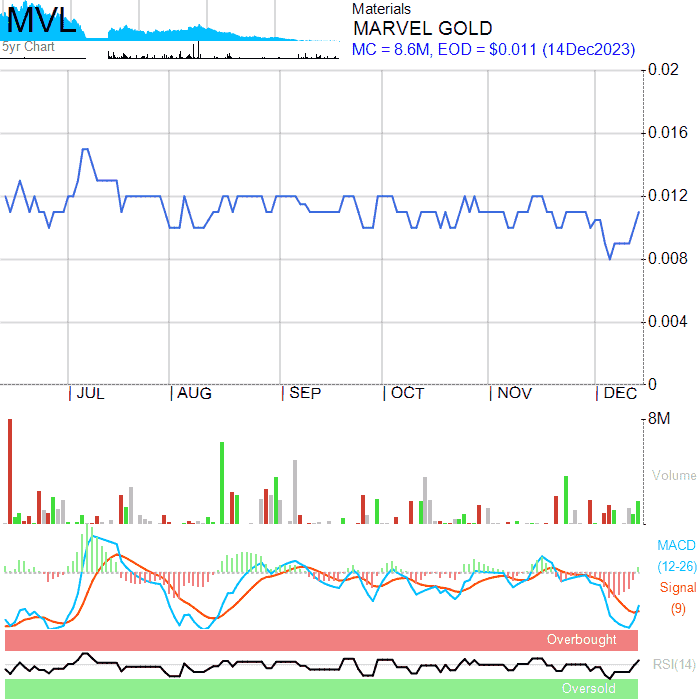 MVL
5yr Chart
Materials
MARVEL GOLD
MC = 8.6M, EOD = $0.011 (14Dec2023)
0.02
0.016
0.012
0.008
0.004
0
JUL AUG SEP OCT NOV DEC
8M
Volume
MACD
(12-26)
Signal
(9)
Overbought
RSI(14)
Oversold